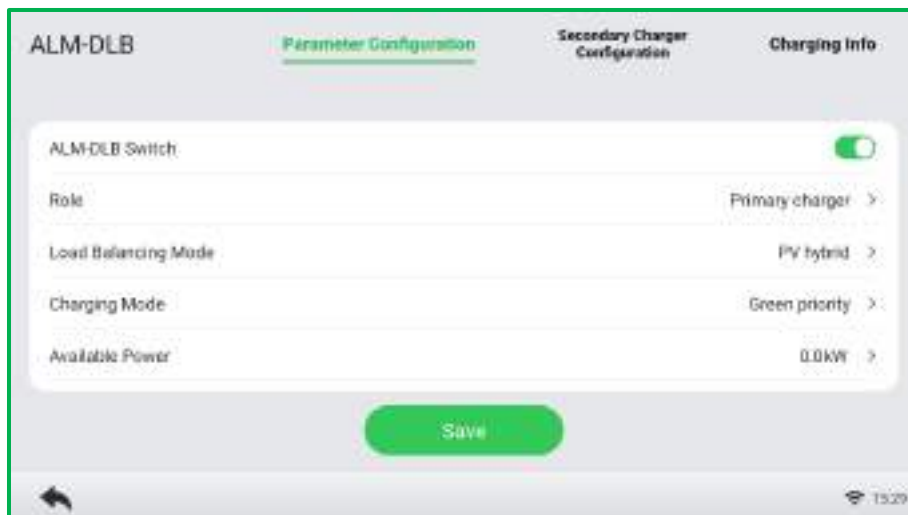 ALM-DLB
Parameter Configuration
Secondary Charger
Configuration
Charging Info
ALM-DLB Switch
Role
Primary charger >
Load Balancing Mode
PV hybrid >
Charging Mode
Green priority >
Available Power
0.0kW >
Save
15:29